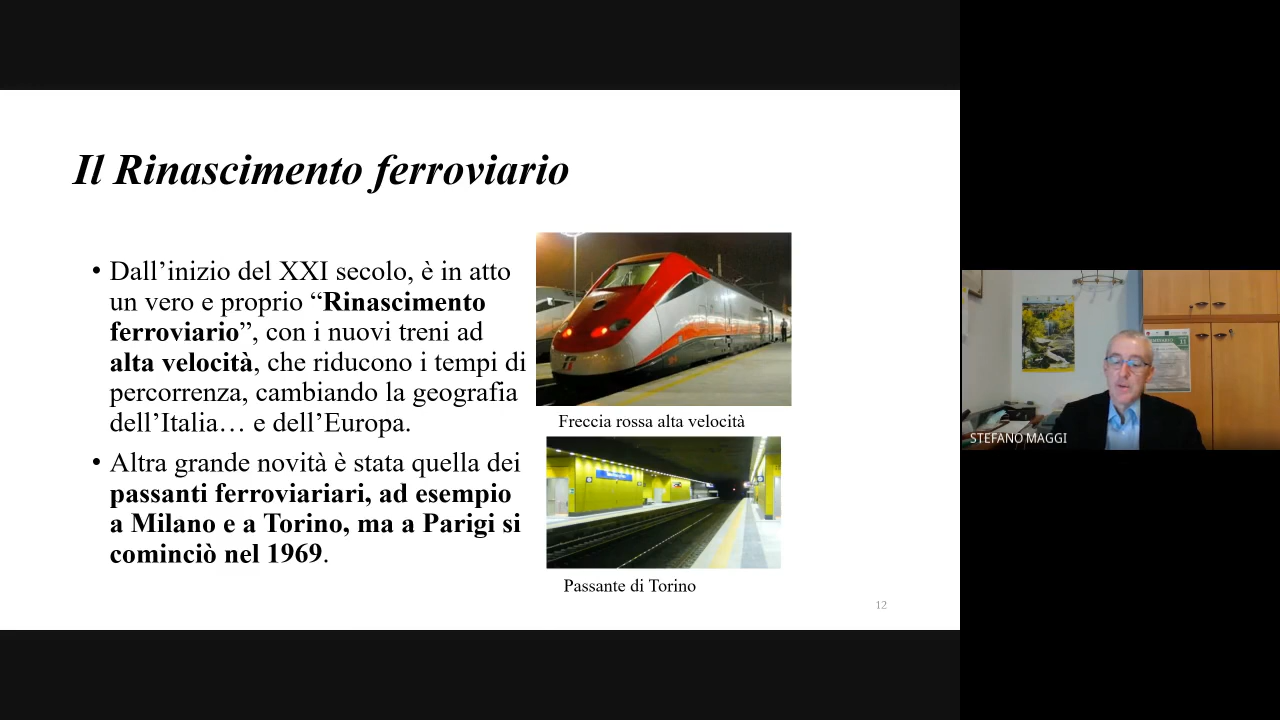 Il Rinascimento ferroviario
• Dall’inizio del XXI secolo, è in atto
un vero e proprio “Rinascimento
ferroviario”, con i nuovi treni ad
alta velocità, che riducono i tempi di
percorrenza, cambiando la geografia
dell’Italia… e dell’Europa.
• Altra grande novità è stata quella dei
passanti ferroviariari, ad esempio
a Milano e a Torino, ma a Parigi si
cominciò nel 1969.
Freccia rossa alta velocità
Passante di Torino
12
STEFANO MAGGI